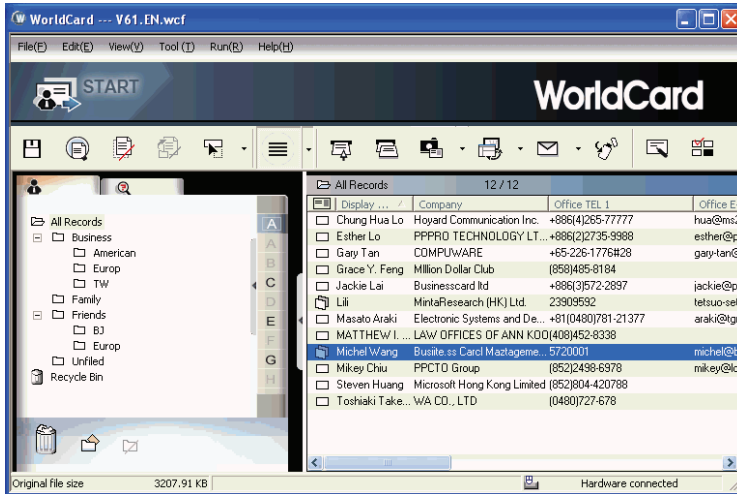 WorldCard --- V61.EN.wcf
File(F) Edit(E) View(V) Tool (T) Run(R) Help(H)
START
WorldCard
All Records 12 / 12
Display ... Company Office TEL 1 Office E
Chung Hua Lo Hoyard Communication Inc. +886(4)265-77777 hua@ms2
Esther Lo PPPRO TECHNOLOGY LT... +886(2)2735-9988 esther@p
Gary Tan COMPUWARE +65-226-1776#28 gary-tan@
Grace Y. Feng MIllion Dollar Club (858)485-8184
Jackie Lai Businesscard ltd +886(3)572-2897 jackie@p
Lili MintaResearch (HK) Ltd. 23909592 tetsuo-set
Masato Araki Electronic Systems and De... +81(0480)781-21377 araki@tgn
MATTHEW I. ... LAW OFFICES OF ANN KOO (408)452-8338
Michel Wang Busiite.ss Carcl Maztageme... 5720001 michel@b
Mikey Chiu PPCTO Group (852)2498-6978 mikey@lo
Steven Huang Microsoft Hong Kong Limited (852)804-420788
Toshiaki Take... WA CO., LTD (0480)727-678
All Records
Business
American
Europ
TW
Family
Friends
BJ
Europ
Unfiled
Recycle Bin
A
A
B
C
D
E
F
G
H
Original file size 3207.91 KB Hardware connected